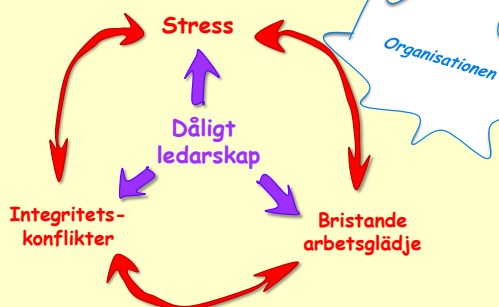 Stress
Organisationen
Dåligt
ledarskap
Integritets-
konflikter
Bristande
arbetsglädje